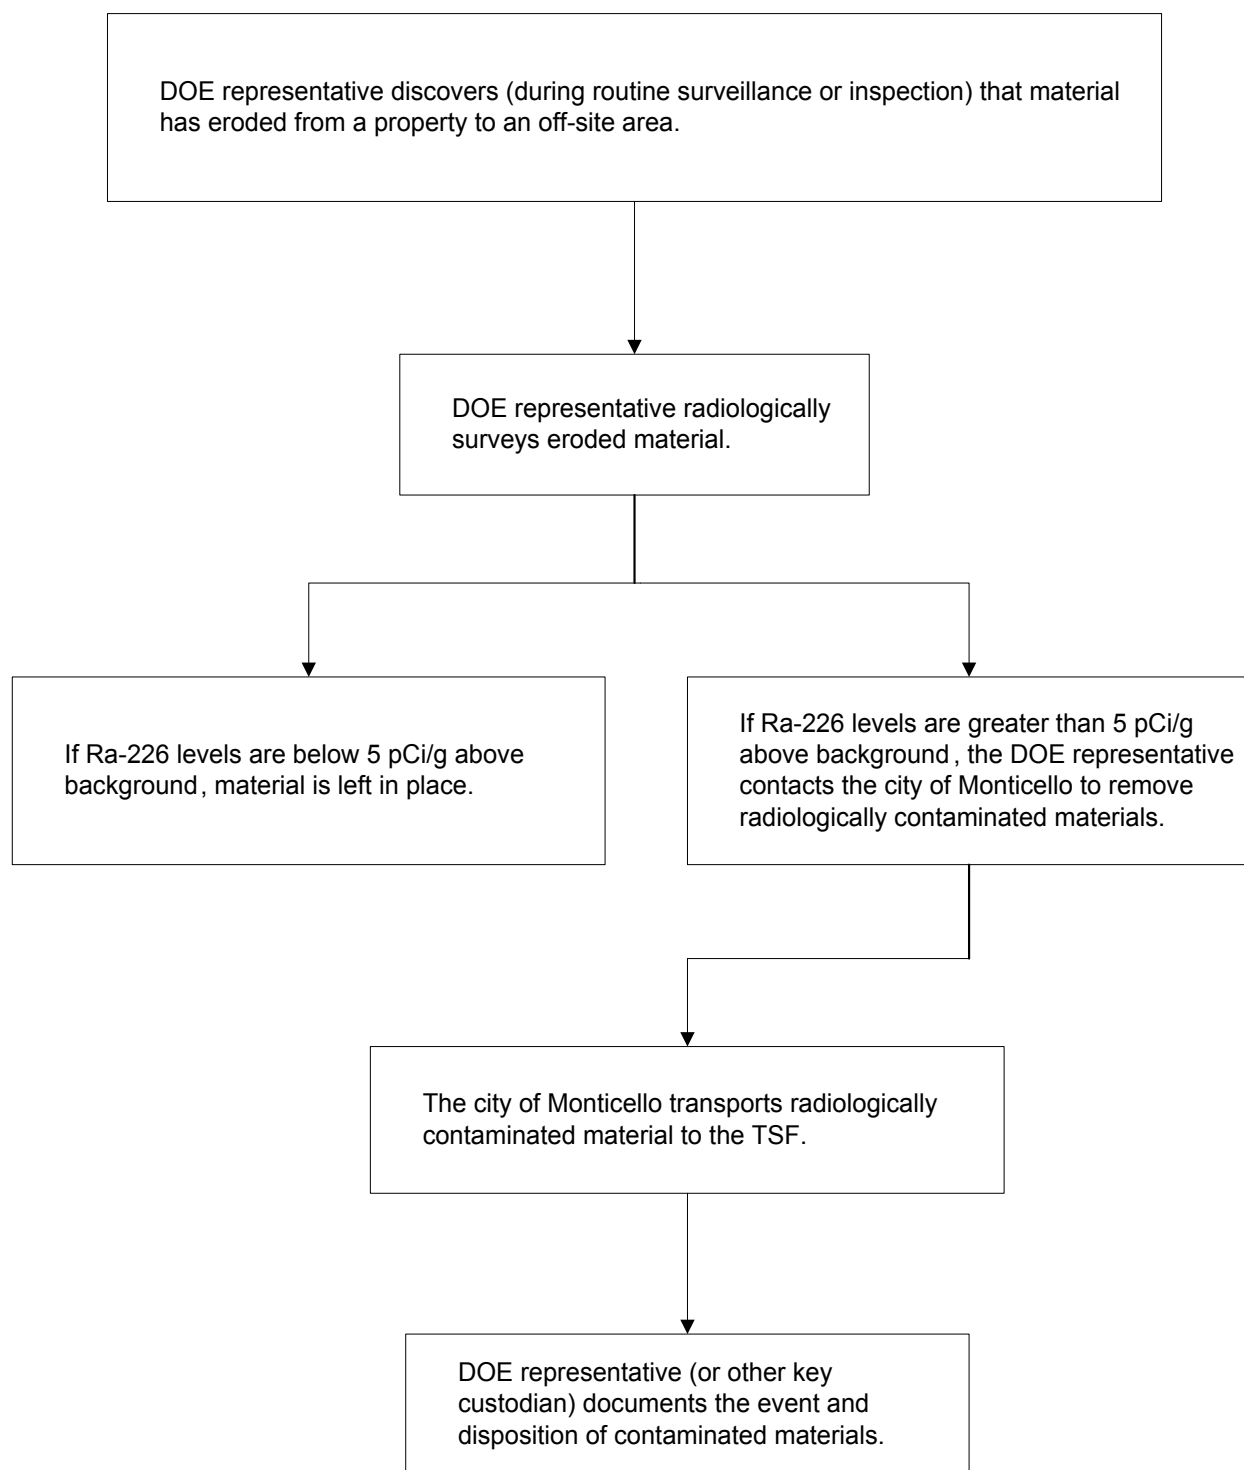 DOE representative discovers (during routine surveillance or inspection) that material
has eroded from a property to an off-site area.
DOE representative radiologically
surveys eroded material.
If Ra-226 levels are below 5 pCi/g above
background, material is left in place.
If Ra-226 levels are greater than 5 pCi/g
above background, the DOE representative
contacts the city of Monticello to remove
radiologically contaminated materials.
The city of Monticello transports radiologically
contaminated material to the TSF.
DOE representative (or other key
custodian) documents the event and
disposition of contaminated materials.